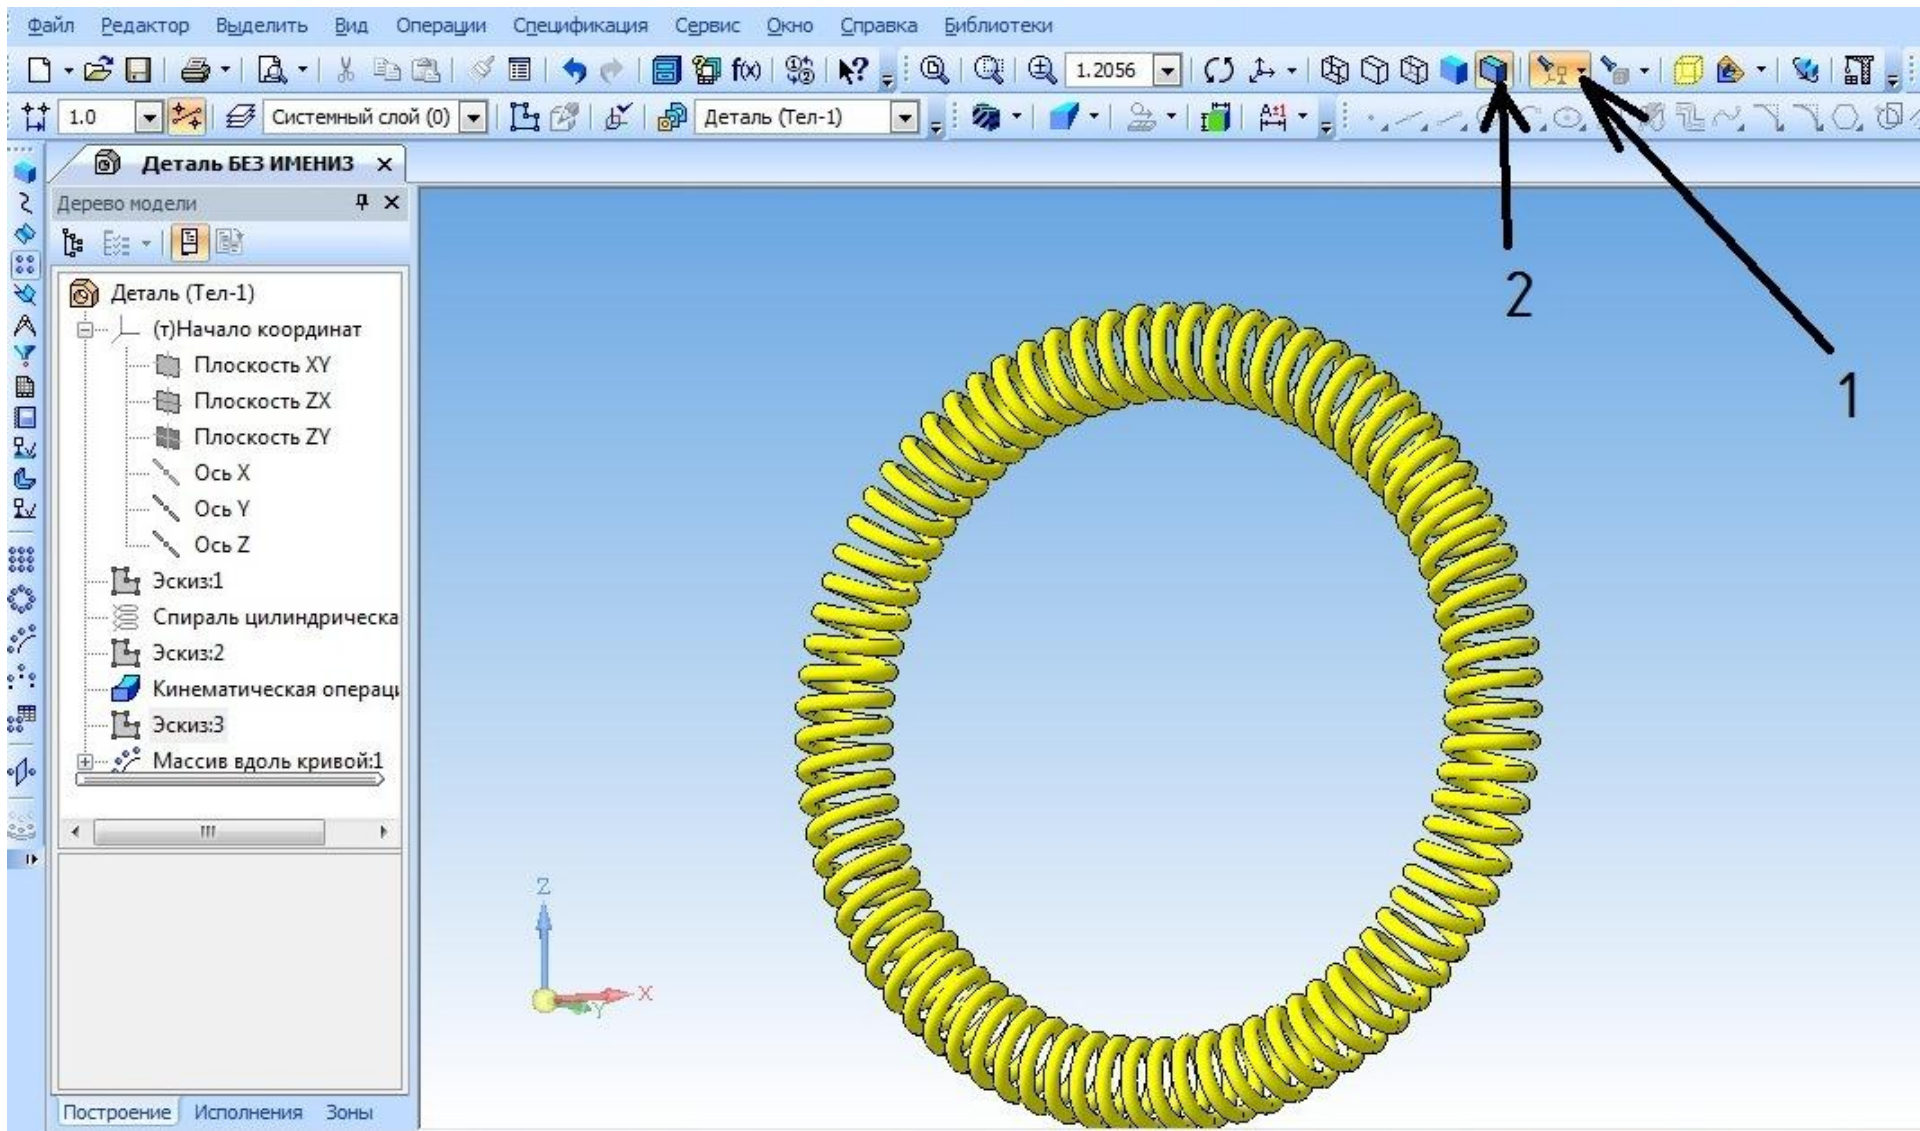 Файл Редактор Выделить Вид Операции Спецификация Сервис Окно Справка Библиотеки
f(x) 1.2056
1.0 Системный слой (0) Деталь (Тел-1)
Деталь БЕЗ ИМЕНИ3
Дерево модели
Деталь (Тел-1)
(т)Начало координат
Плоскость XY
Плоскость ZX
Плоскость ZY
Ось X
Ось Y
Ось Z
Эскиз:1
Спираль цилиндрическа
Эскиз:2
Кинематическая операци
Эскиз:3
Массив вдоль кривой:1
Построение Исполнения Зоны
2
1
Z
X
Y